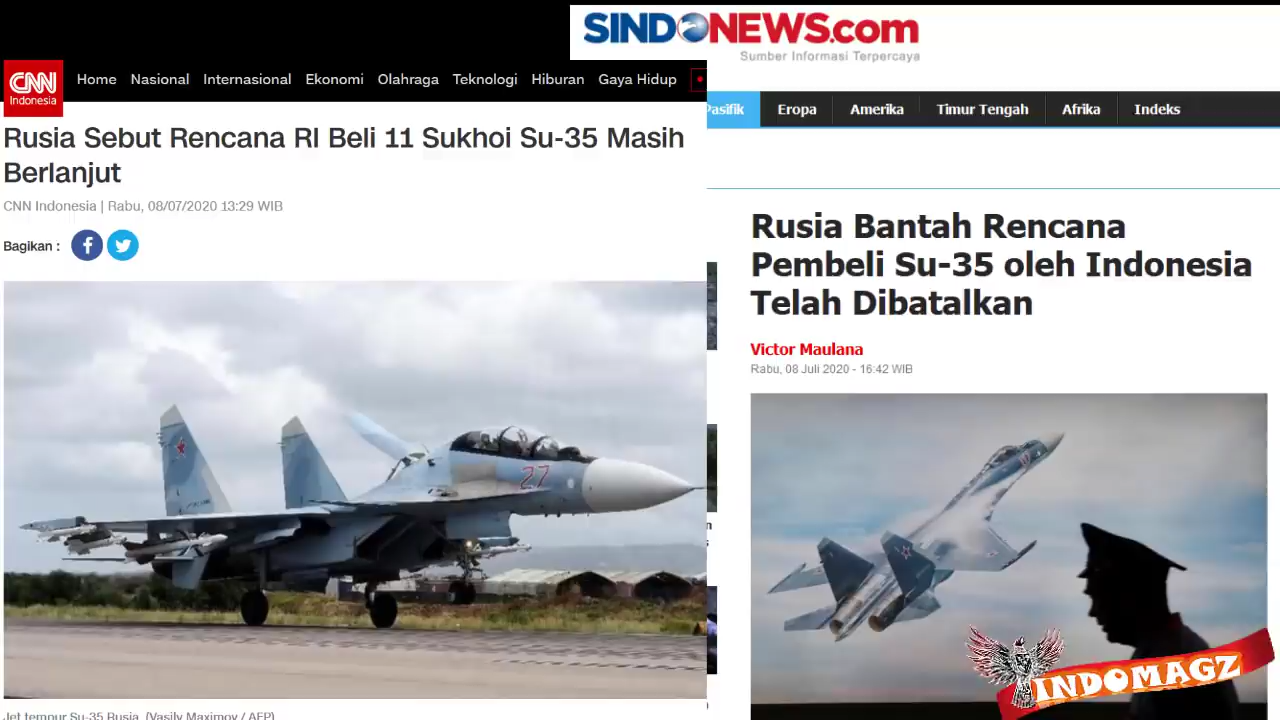 SINDONEWS.com
Sumber Informasi Terpercaya
CNN
Indonesia
Home Nasional Internasional Ekonomi Olahraga Teknologi Hiburan Gaya Hidup
Rusia Sebut Rencana RI Beli 11 Sukhoi Su-35 Masih
Berlanjut
CNN Indonesia | Rabu, 08/07/2020 13:29 WIB
Bagikan :
27
Jet tempur Su-35 Rusia. (Vasily Maximov / AFP)
Pasifik Eropa Amerika Timur Tengah Afrika Indeks
Rusia Bantah Rencana
Pembeli Su-35 oleh Indonesia
Telah Dibatalkan
Victor Maulana
Rabu, 08 Juli 2020 - 16:42 WIB
INDOMAGZ